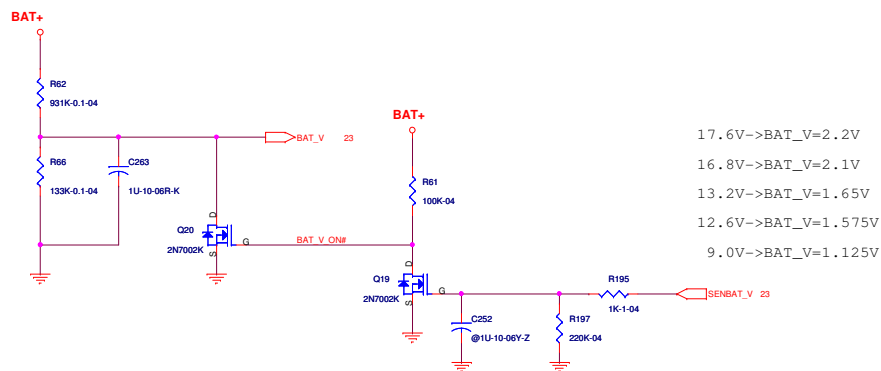 BAT+
R62
931K-0.1-04
BAT_V 23
R66
133K-0.1-04
C263
1U-10-06R-K
BAT+
R61
100K-04
Q20
2N7002K
D
G
S
BAT_V_ON#
Q19
2N7002K
D
G
S
R195
1K-1-04
SENBAT_V 23
C252
@1U-10-06Y-Z
R197
220K-04
17.6V->BAT_V=2.2V
16.8V->BAT_V=2.1V
13.2V->BAT_V=1.65V
12.6V->BAT_V=1.575V
9.0V->BAT_V=1.125V